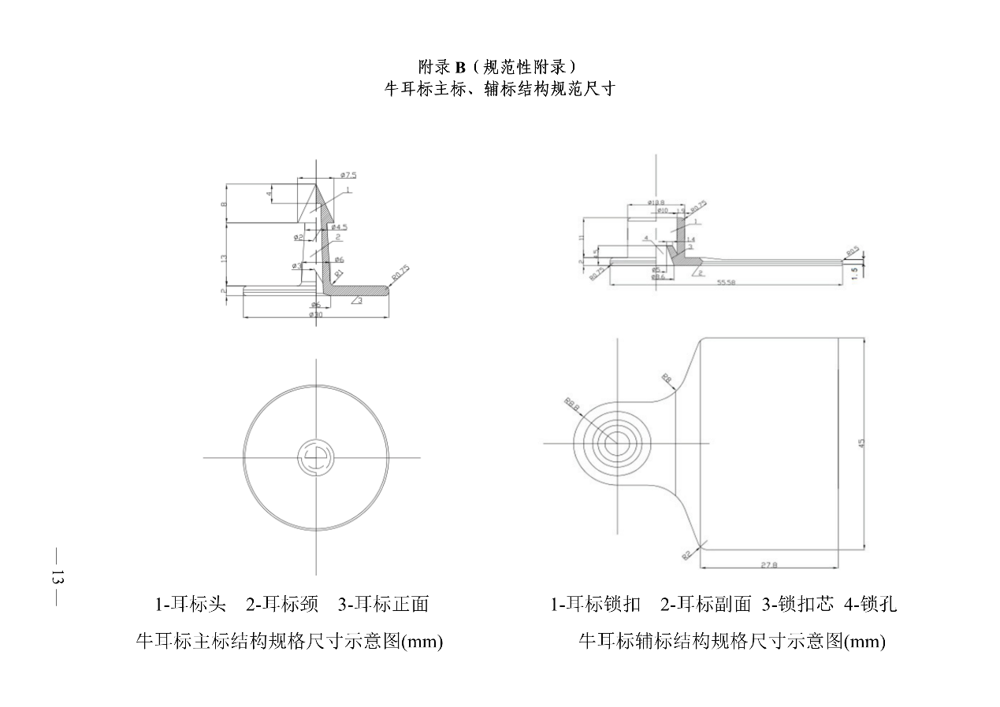 附录 B（规范性附录）
牛耳标主标、辅标结构规范尺寸
Ø7.5
4
1
8
Ø4.5
Ø2
2
13
Ø6
Ø3
R1
R0.75
2
3
Ø6
Ø30
Ø10
1.9
R0.75
1
11
4
1.4
3
4.5
R0.5
2
R0.75
Ø5
2
1.5
55.58
R8
R8.8
45
R2
27.8
— 13 —
1-耳标头 2-耳标颈 3-耳标正面
牛耳标主标结构规格尺寸示意图(mm)
1-耳标锁扣 2-耳标副面 3-锁扣芯 4-锁孔
牛耳标辅标结构规格尺寸示意图(mm)